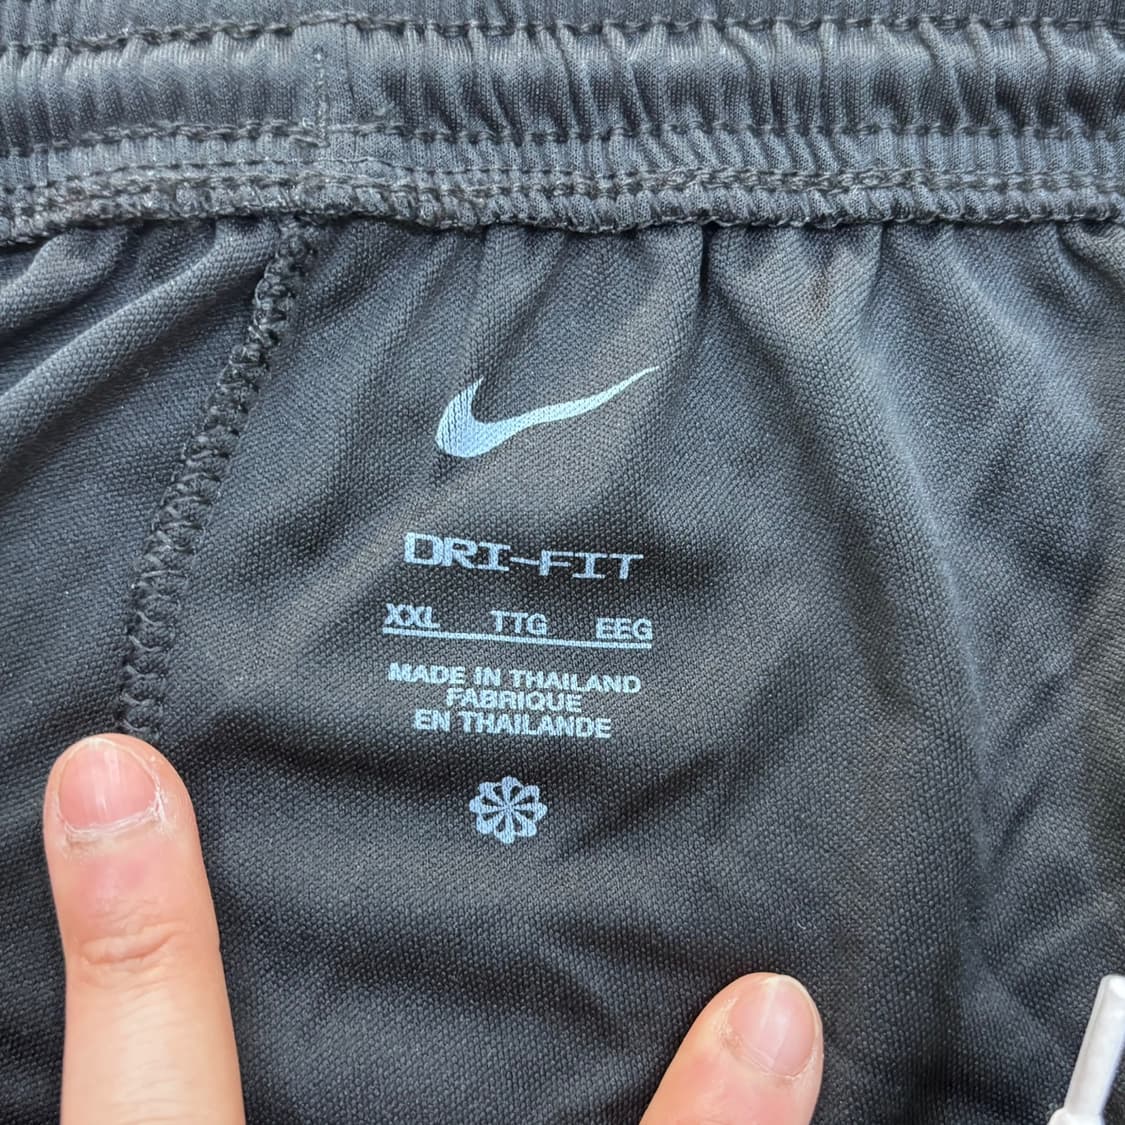 DRI-FIT
XXL TTG EEG
MADE IN THAILAND
FABRIQUE
EN THAILANDE